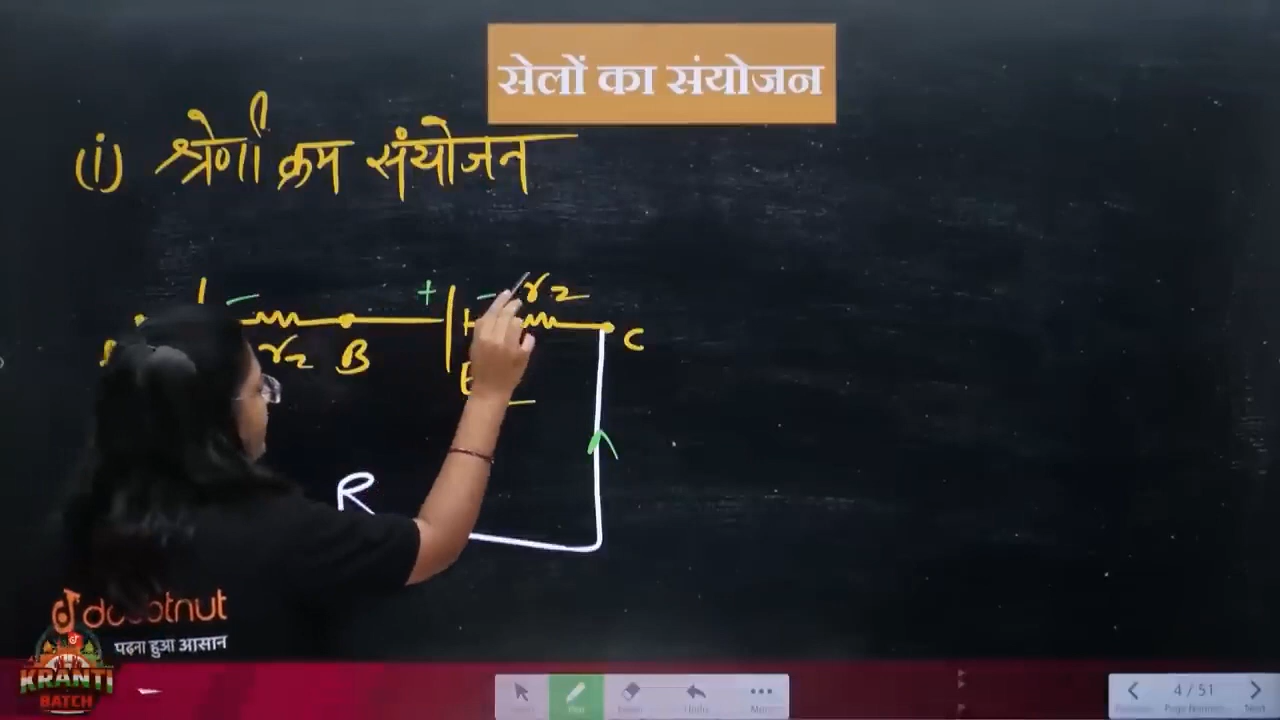 सेलों का संयोजन
(i) श्रेणी क्रम संयोजन
+ - r2
r2 B C
R
doubtnut
पढ़ना हुआ आसान
KRANTI
BATCH
4 / 51